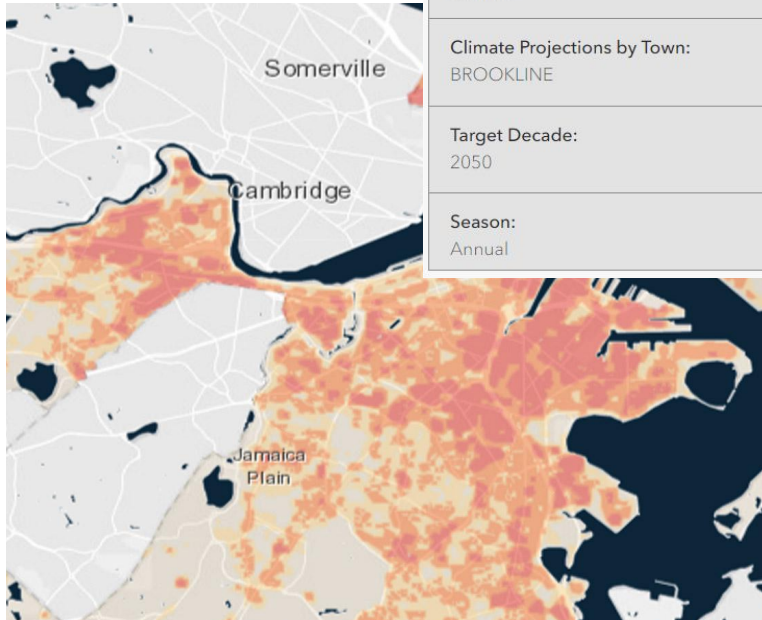 Somerville
Cambridge
Jamaica
Plain
Climate Projections by Town:
BROOKLINE
Target Decade:
2050
Season:
Annual